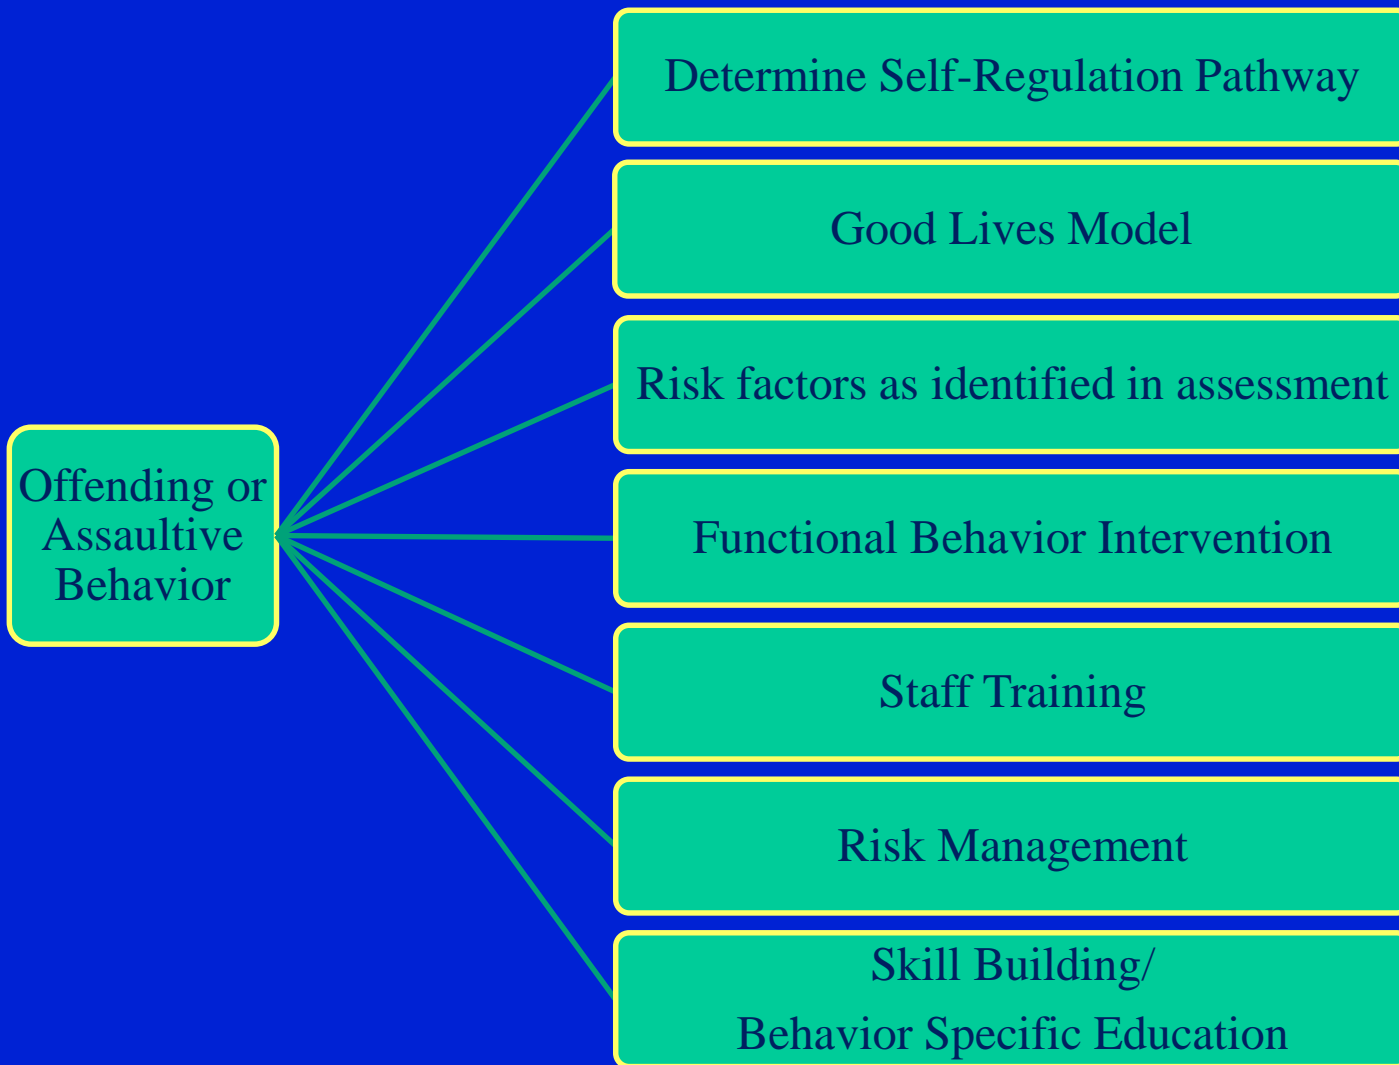 Determine Self-Regulation Pathway
Good Lives Model
Risk factors as identified in assessment
Offending or
Assaultive
Behavior
Functional Behavior Intervention
Staff Training
Risk Management
Skill Building/
Behavior Specific Education